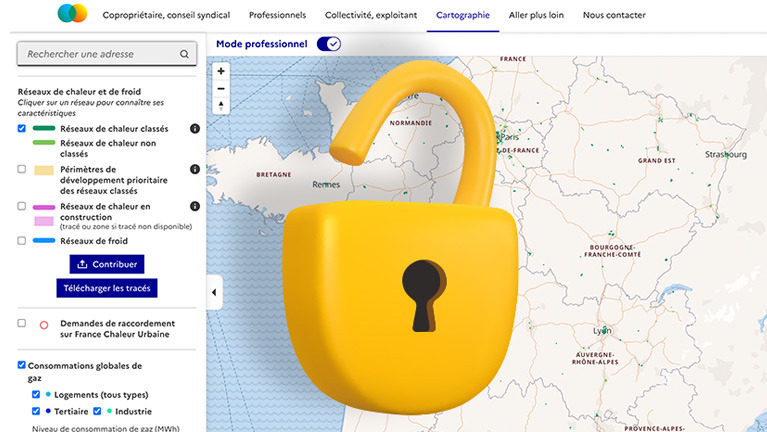 Copropriétaire, conseil syndical Professionnels Collectivité, exploitant Cartographie Aller plus loin Nous contacter
Rechercher une adresse
Mode professionnel
Réseaux de chaleur et de froid
Cliquer sur un réseau pour connaître ses
caractéristiques
Réseaux de chaleur classés
Réseaux de chaleur non
classés
Périmètres de
développement prioritaire
des réseaux classés
Réseaux de chaleur en
construction
(tracé ou zone si tracé non disponible)
Réseaux de froid
Contribuer
Télécharger les tracés
Demandes de raccordement
sur France Chaleur Urbaine
Consommations globales de
gaz
Logements (tous types)
Tertiaire Industrie
Niveau de consommation de gaz (MWh)
FRANCE
NORMANDIE
Paris
DE-FRANCE
GRAND EST
Strasbourg
BRETAGNE
Rennes
BOURGOGNE-
FRANCHE-COMTÉ
Lyon
AUVERGNE-
RHÔNE-ALPES
PROVENCE-ALPES-